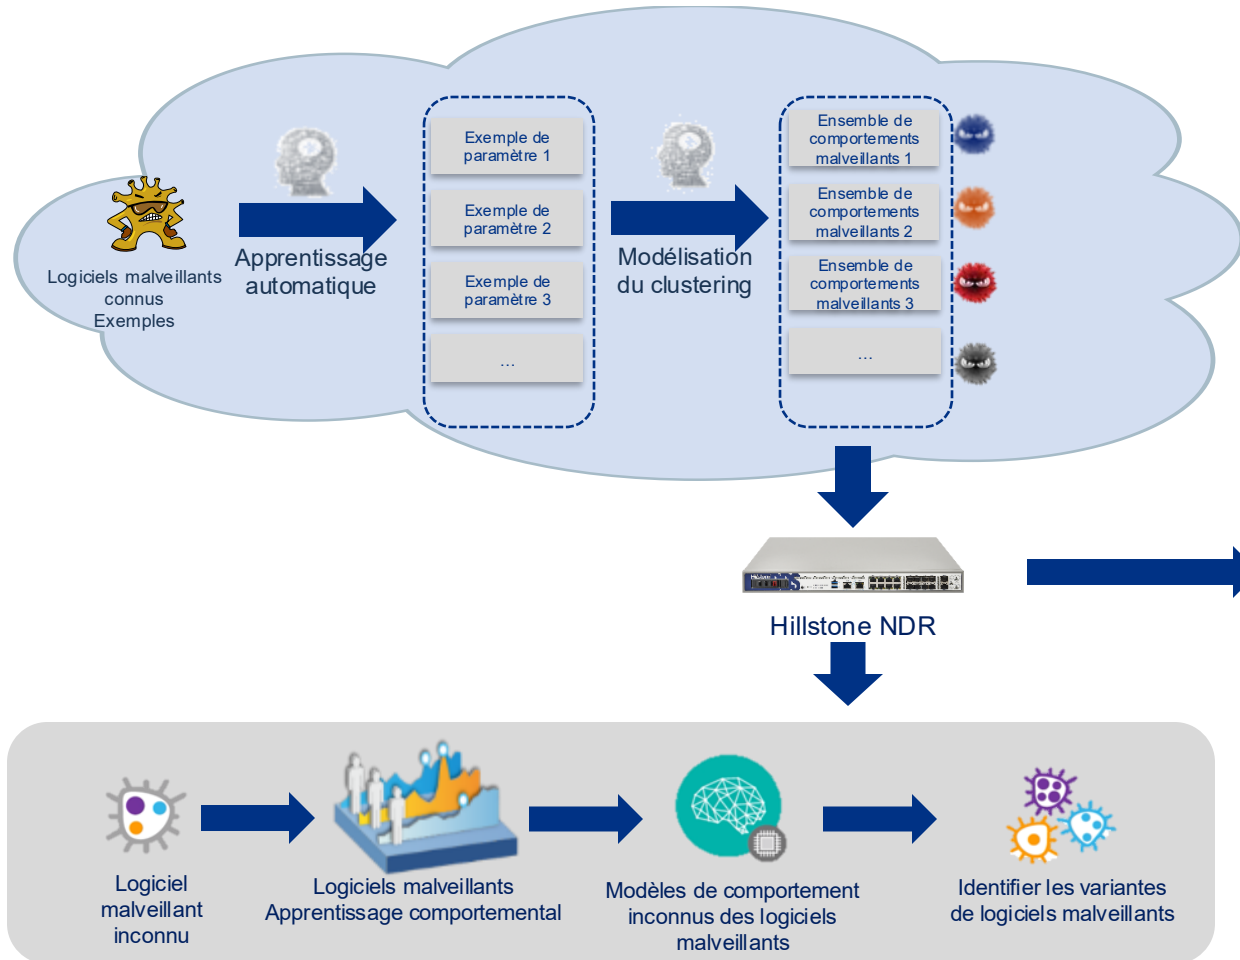 Logiciels malveillants
connus
Exemples
Apprentissage
automatique
Exemple de
paramètre 1
Exemple de
paramètre 2
Exemple de
paramètre 3
...
Modélisation
du clustering
Ensemble de
comportements
malveillants 1
Ensemble de
comportements
malveillants 2
Ensemble de
comportements
malveillants 3
...
Hillstone NDR
Logiciel
malveillant
inconnu
Logiciels malveillants
Apprentissage comportemental
Modèles de comportement
inconnus des logiciels
malveillants
Identifier les variantes
de logiciels malveillants